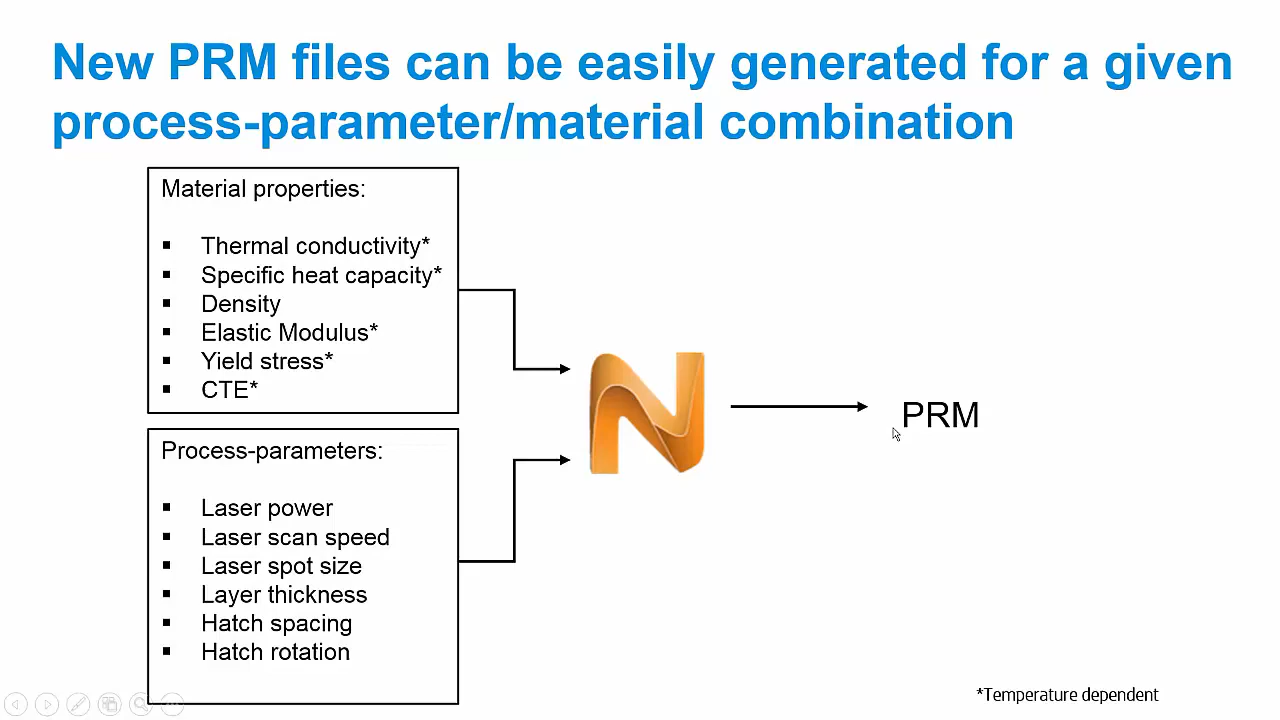 New PRM files can be easily generated for a given
process-parameter/material combination
Material properties:
▪ Thermal conductivity*
▪ Specific heat capacity*
▪ Density
▪ Elastic Modulus*
▪ Yield stress*
▪ CTE*
Process-parameters:
▪ Laser power
▪ Laser scan speed
▪ Laser spot size
▪ Layer thickness
▪ Hatch spacing
▪ Hatch rotation
N
PRM
*Temperature dependent